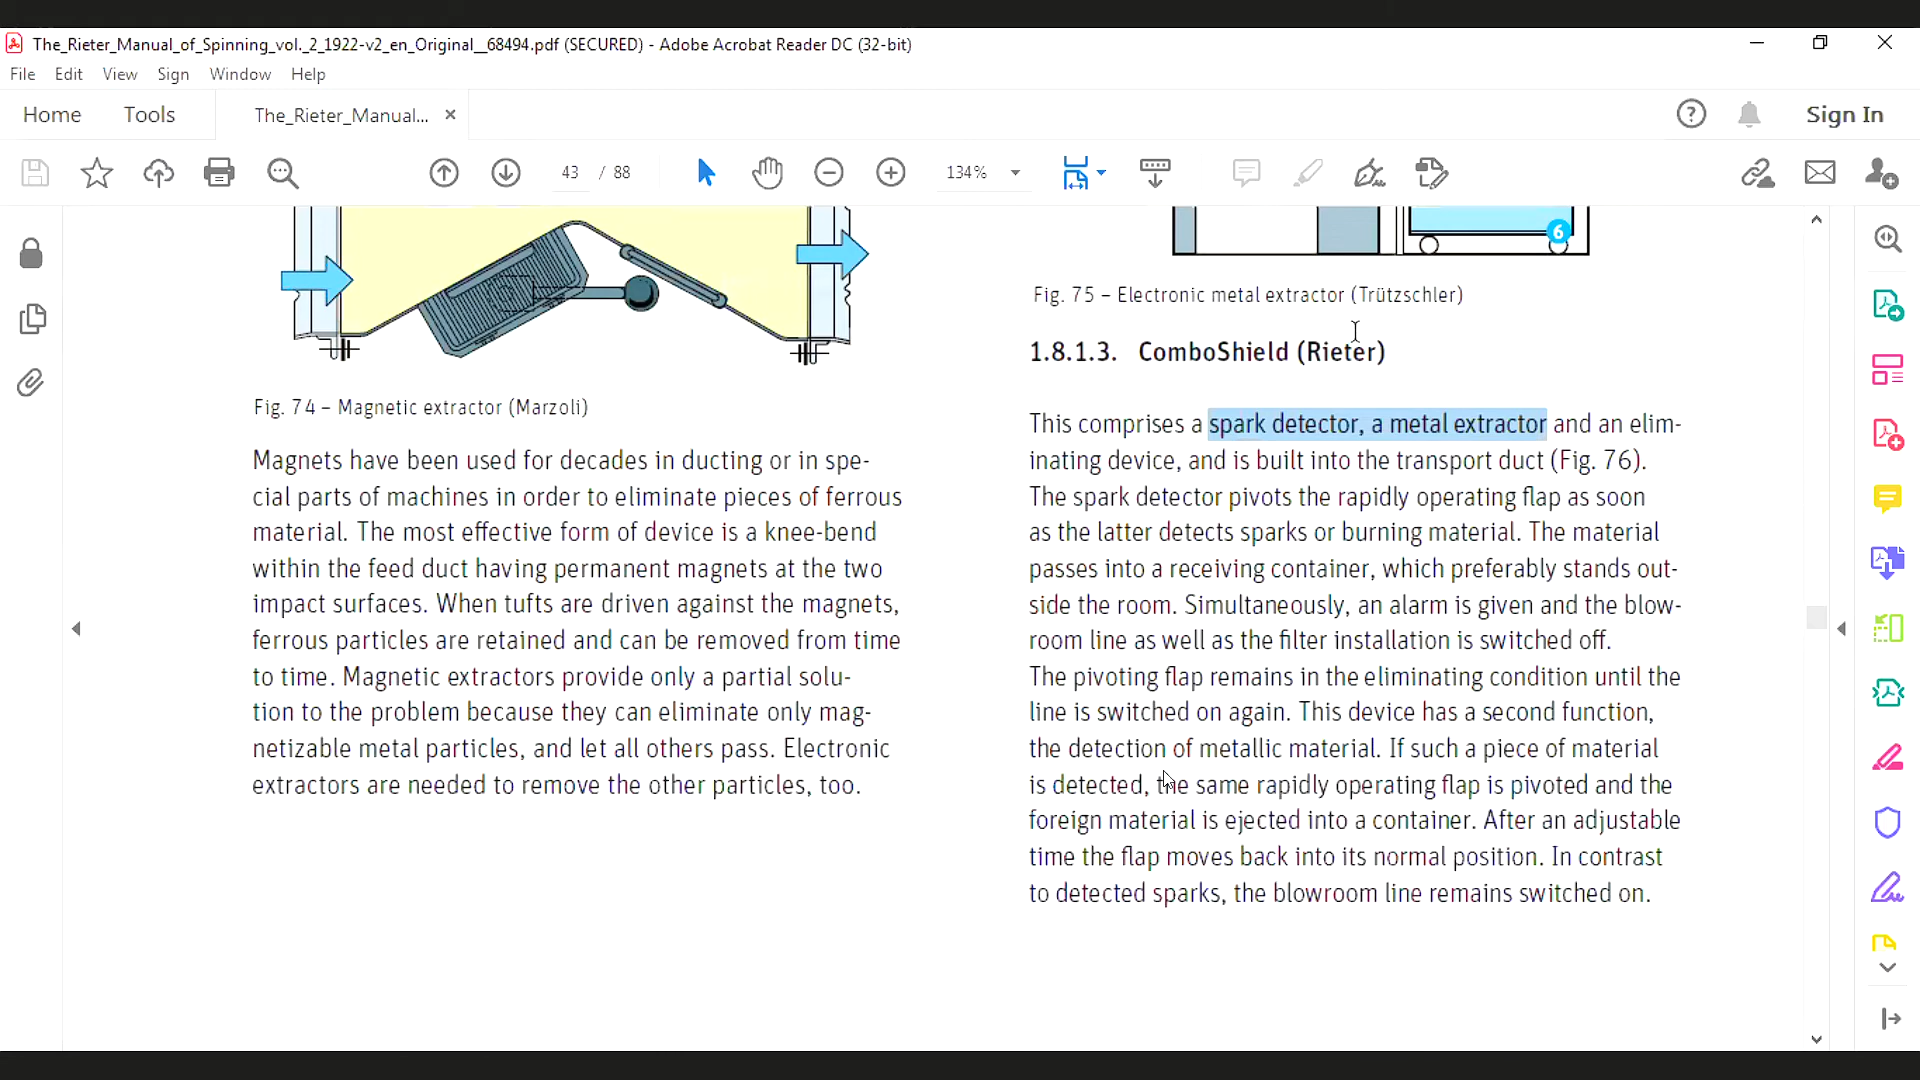 The_Rieter_Manual_of_Spinning_vol._2_1922-v2_en_Original__68494.pdf (SECURED) - Adobe Acrobat Reader DC (32-bit)
File Edit View Sign Window Help
Home Tools The_Rieter_Manual... Sign In
43 / 88 134%
Fig. 74 – Magnetic extractor (Marzoli)
Magnets have been used for decades in ducting or in spe-
cial parts of machines in order to eliminate pieces of ferrous
material. The most effective form of device is a knee-bend
within the feed duct having permanent magnets at the two
impact surfaces. When tufts are driven against the magnets,
ferrous particles are retained and can be removed from time
to time. Magnetic extractors provide only a partial solu-
tion to the problem because they can eliminate only mag-
netizable metal particles, and let all others pass. Electronic
extractors are needed to remove the other particles, too.
6
Fig. 75 – Electronic metal extractor (Trützschler)
1.8.1.3. ComboShield (Rieter)
This comprises a spark detector, a metal extractor and an elim-
inating device, and is built into the transport duct (Fig. 76).
The spark detector pivots the rapidly operating flap as soon
as the latter detects sparks or burning material. The material
passes into a receiving container, which preferably stands out-
side the room. Simultaneously, an alarm is given and the blow-
room line as well as the filter installation is switched off.
The pivoting flap remains in the eliminating condition until the
line is switched on again. This device has a second function,
the detection of metallic material. If such a piece of material
is detected, the same rapidly operating flap is pivoted and the
foreign material is ejected into a container. After an adjustable
time the flap moves back into its normal position. In contrast
to detected sparks, the blowroom line remains switched on.